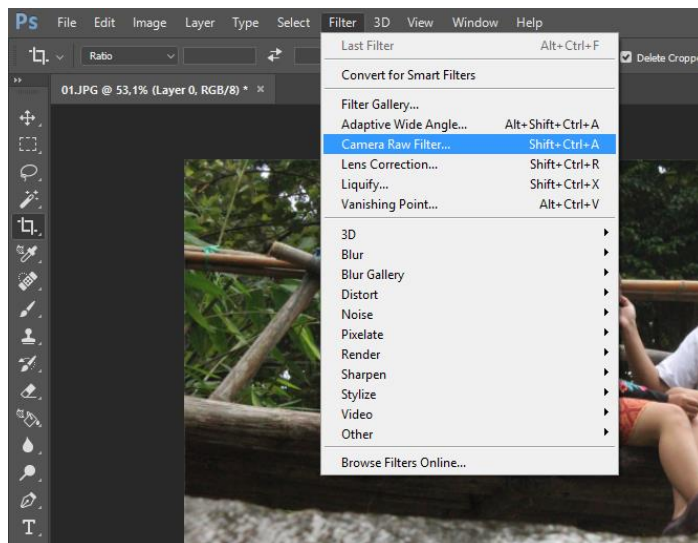 Ps File Edit Image Layer Type Select Filter 3D View Window Help
Ratio
Delete Croppe
01.JPG @ 53,1% (Layer 0, RGB/8) * ×
Last Filter Alt+Ctrl+F
Convert for Smart Filters
Filter Gallery...
Adaptive Wide Angle... Alt+Shift+Ctrl+A
Camera Raw Filter... Shift+Ctrl+A
Lens Correction... Shift+Ctrl+R
Liquify... Shift+Ctrl+X
Vanishing Point... Alt+Ctrl+V
3D
Blur
Blur Gallery
Distort
Noise
Pixelate
Render
Sharpen
Stylize
Video
Other
Browse Filters Online...
T